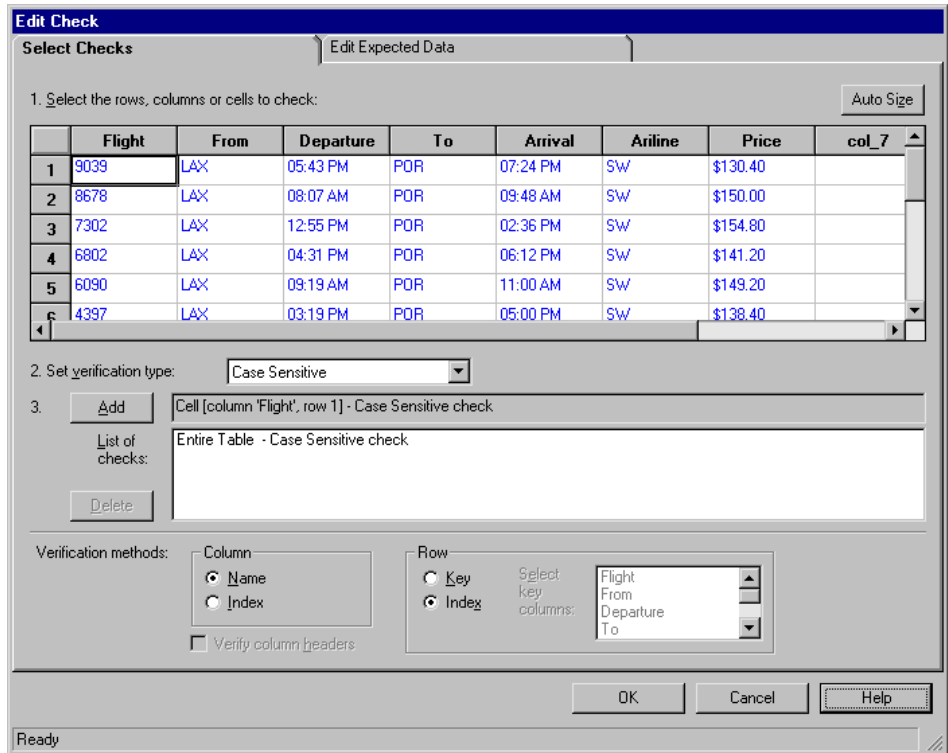 Edit Check
Select Checks Edit Expected Data
1. Select the rows, columns or cells to check: Auto Size
Flight From Departure To Arrival Ariline Price col_7
1 9039 LAX 05:43 PM POR 07:24 PM SW $130.40
2 8678 LAX 08:07 AM POR 09:48 AM SW $150.00
3 7302 LAX 12:55 PM POR 02:36 PM SW $154.80
4 6802 LAX 04:31 PM POR 06:12 PM SW $141.20
5 6090 LAX 09:19 AM POR 11:00 AM SW $149.20
6 4397 LAX 03:19 PM POR 05:00 PM SW $138.40
2. Set verification type: Case Sensitive
3. Add Cell [column 'Flight', row 1] - Case Sensitive check
List of checks: Entire Table - Case Sensitive check
Delete
Verification methods: Column Row
Name Key Select key columns: Flight
Index Index From
Departure
To
Verify column headers
OK Cancel Help
Ready